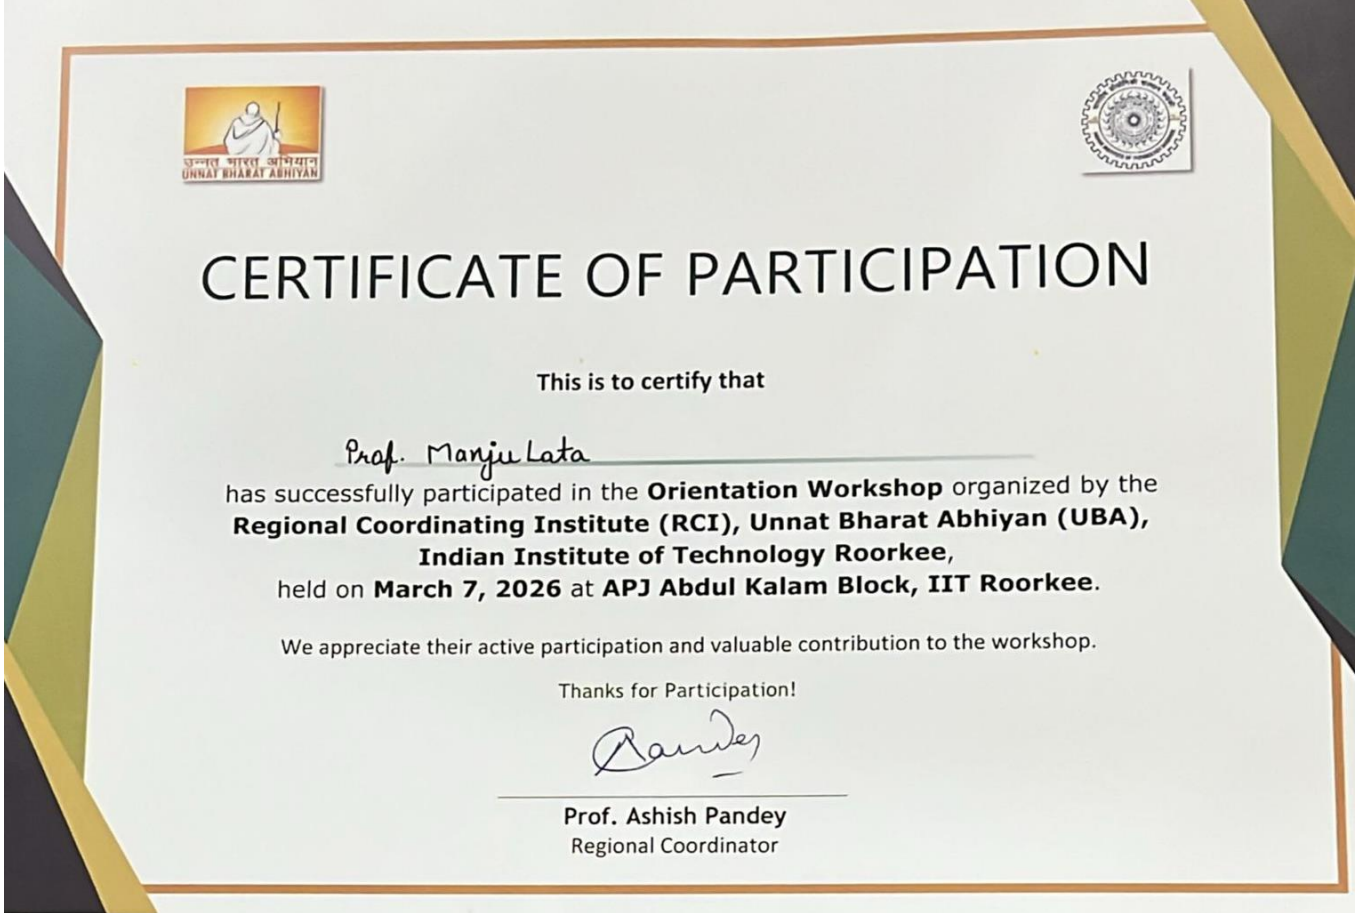 उन्नत भारत अभियान
UNNAT BHARAT ABHIYAN
CERTIFICATE OF PARTICIPATION
This is to certify that
Prof. Manju Lata
has successfully participated in the Orientation Workshop organized by the
Regional Coordinating Institute (RCI), Unnat Bharat Abhiyan (UBA),
Indian Institute of Technology Roorkee,
held on March 7, 2026 at APJ Abdul Kalam Block, IIT Roorkee.
We appreciate their active participation and valuable contribution to the workshop.
Thanks for Participation!
Prof. Ashish Pandey
Regional Coordinator